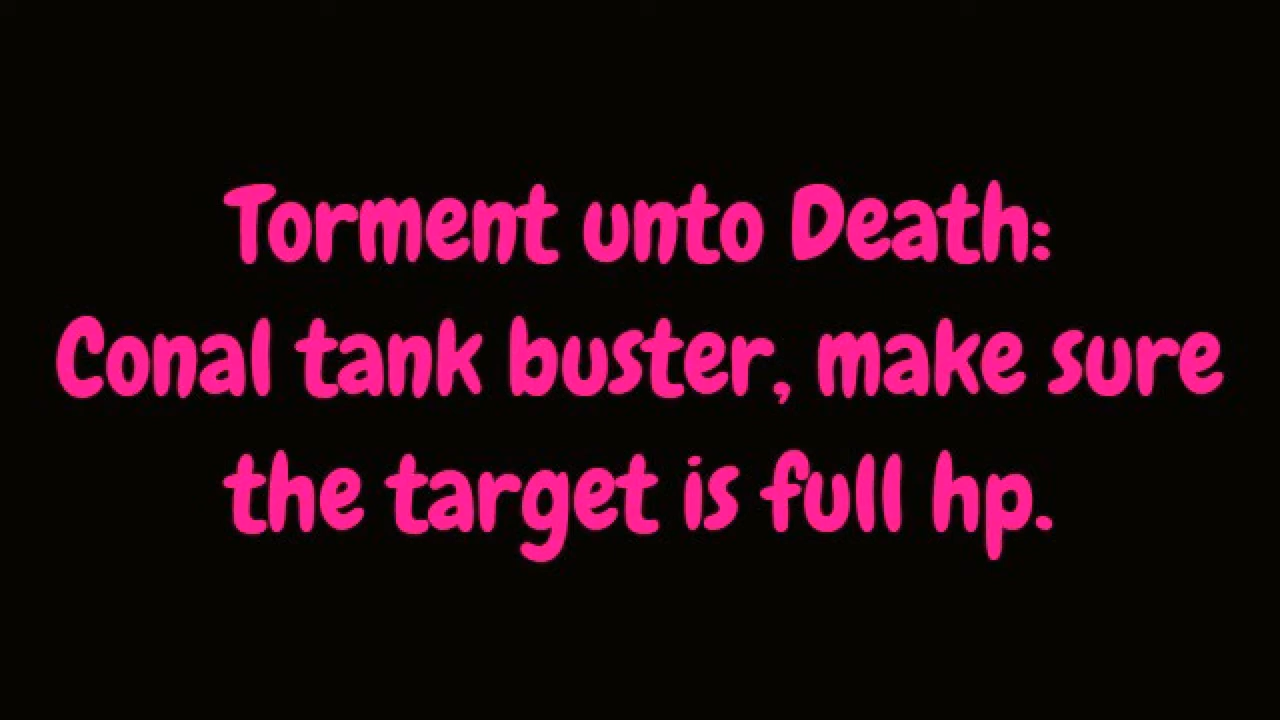 Torment unto Death:
Conal tank buster, make sure
the target is full hp.